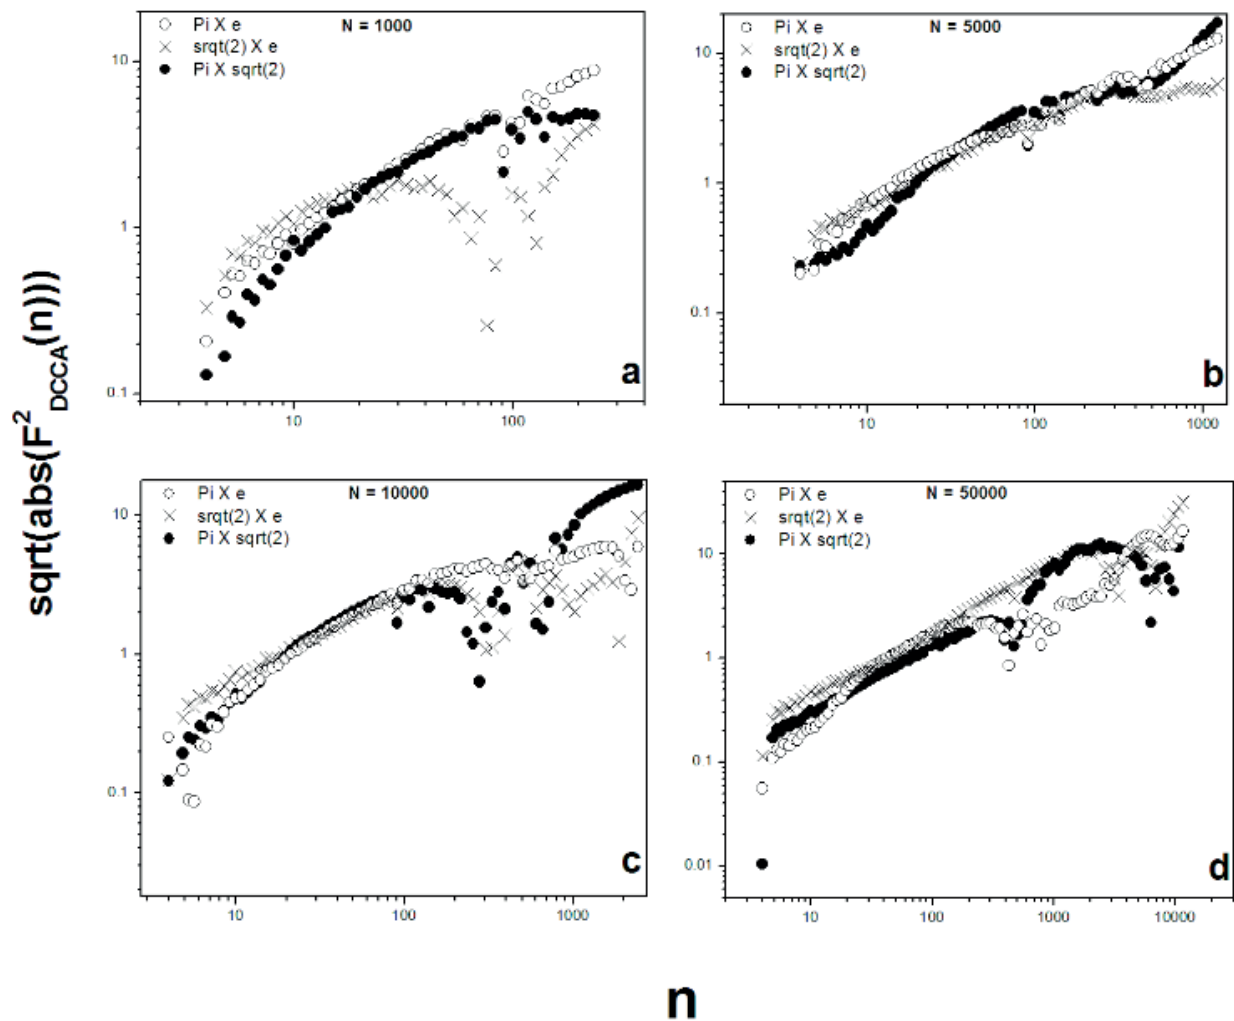 Pi X e
srqt(2) X e
Pi X sqrt(2)
N = 1000
10
1
0.1
10
100
a
Pi X e
srqt(2) X e
Pi X sqrt(2)
N = 5000
10
1
0.1
10
100
1000
b
sqrt(abs(F²DCCA(n)))
Pi X e
srqt(2) X e
Pi X sqrt(2)
N = 10000
10
1
0.1
10
100
1000
c
Pi X e
srqt(2) X e
Pi X sqrt(2)
N = 50000
10
1
0.1
0.01
10
100
1000
10000
d
n